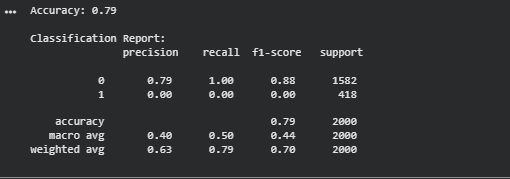 Accuracy: 0.79
Classification Report:
precision recall f1-score support
0 0.79 1.00 0.88 1582
1 0.00 0.00 0.00 418
accuracy 0.79 2000
macro avg 0.40 0.50 0.44 2000
weighted avg 0.63 0.79 0.70 2000